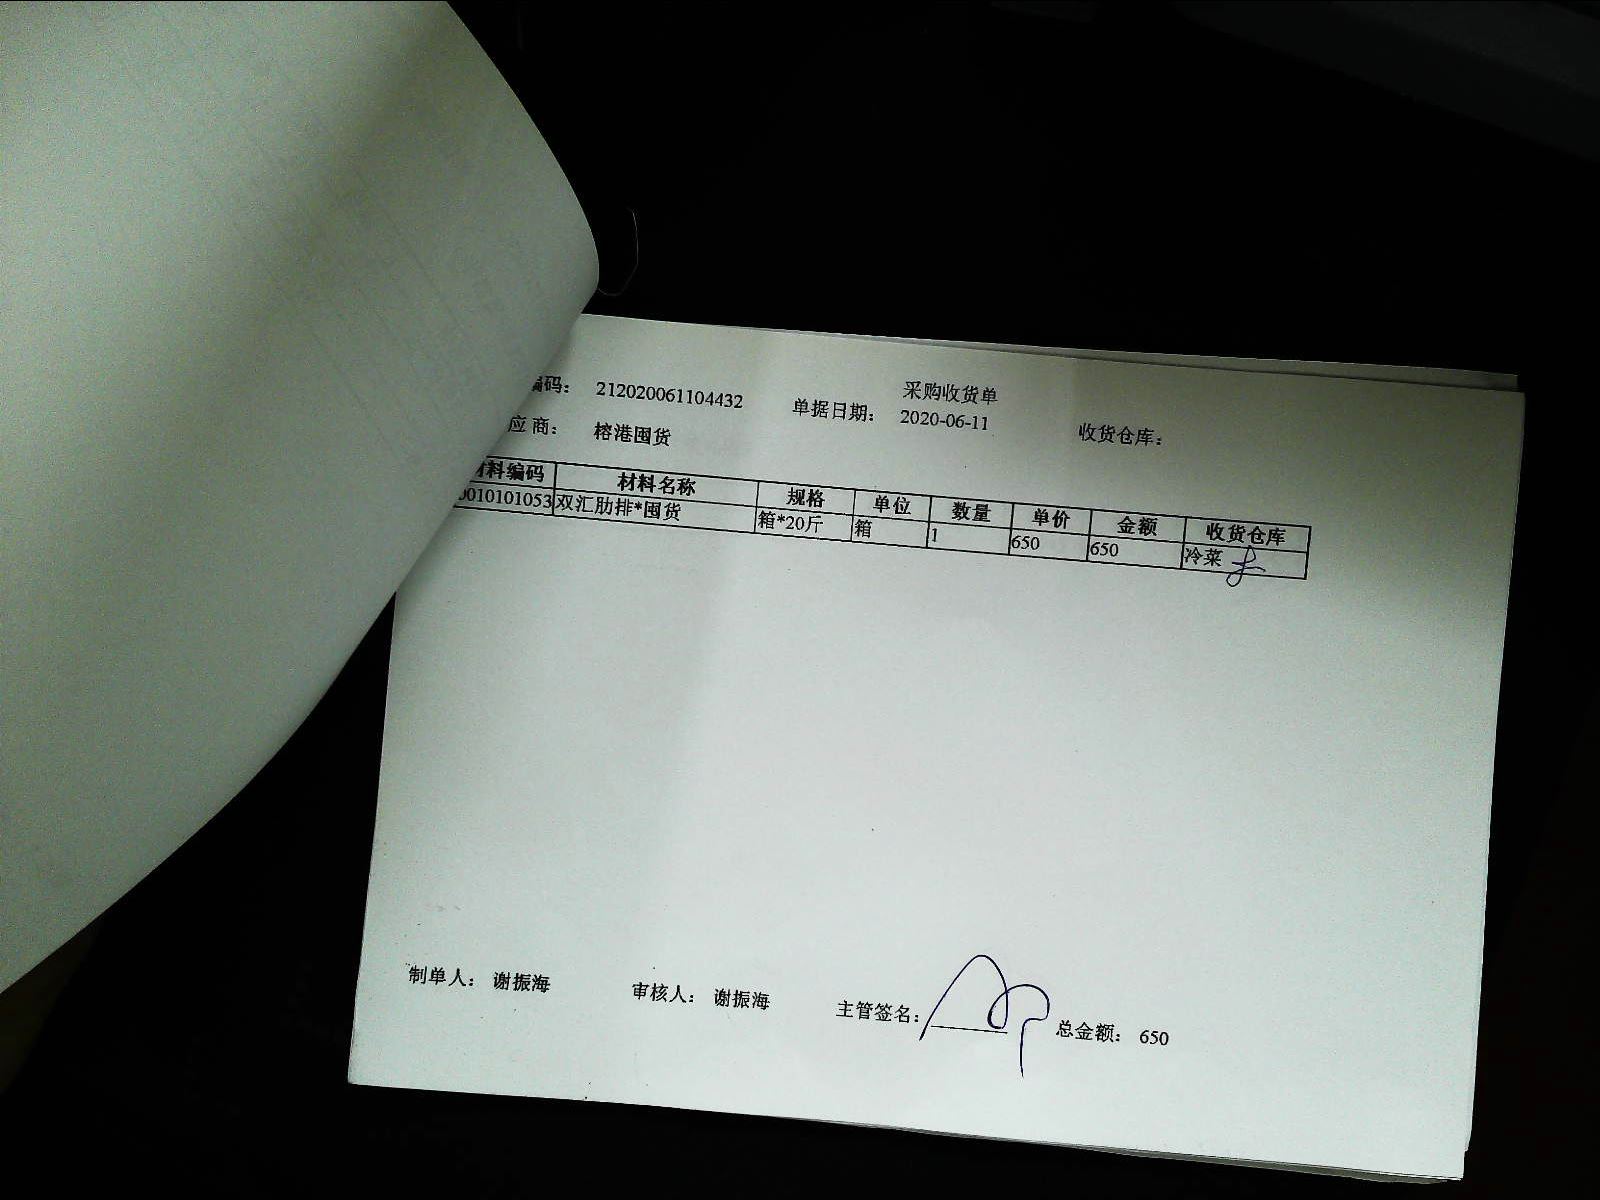 采购收货单
编码： 212020061104432 单据日期： 2020-06-11 收货仓库：
应商： 榕港囤货
材料编码 材料名称 规格 单位 数量 单价 金额 收货仓库
0010101053 双汇肋排*囤货 箱*20斤 箱 1 650 650 冷菜
制单人： 谢振海 审核人： 谢振海 主管签名： 总金额： 650